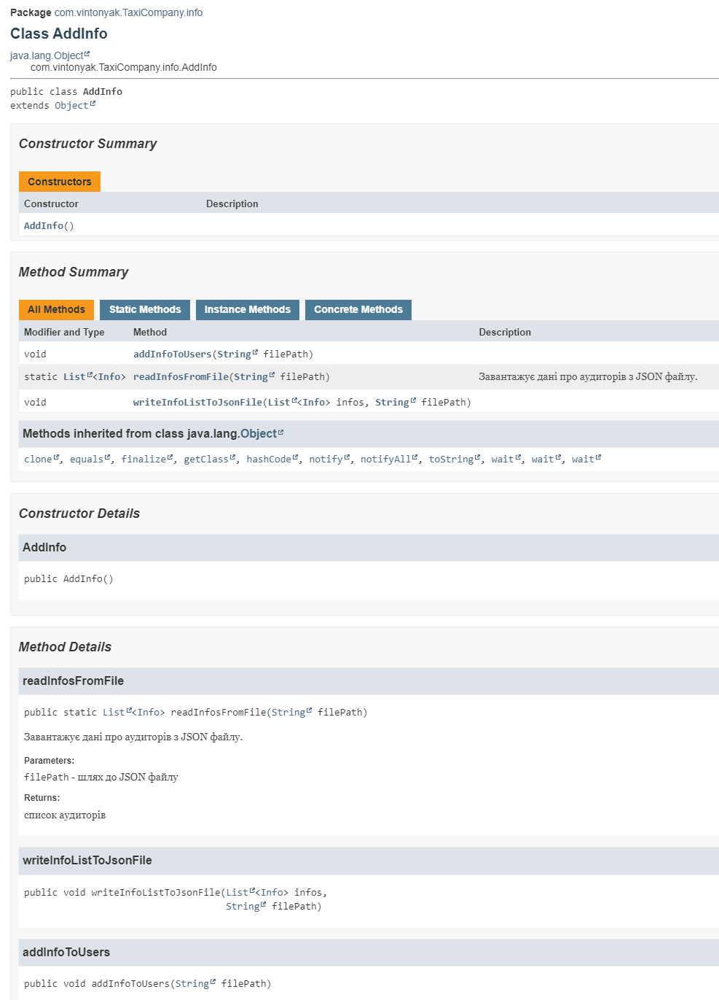 Package com.vintonyak.TaxiCompany.info
Class AddInfo
java.lang.Object
com.vintonyak.TaxiCompany.info.AddInfo
public class AddInfo
extends Object
Constructor Summary
Constructors
Constructor Description
AddInfo()
Method Summary
All Methods Static Methods Instance Methods Concrete Methods
Modifier and Type Method Description
void addInfoToUsers(String filePath)
static List<Info> readInfosFromFile(String filePath) Завантажує дані про аудиторів з JSON файлу.
void writeInfoListToJsonFile(List<Info> infos, String filePath)
Methods inherited from class java.lang.Object
clone, equals, finalize, getClass, hashCode, notify, notifyAll, toString, wait, wait, wait
Constructor Details
AddInfo
public AddInfo()
Method Details
readInfosFromFile
public static List<Info> readInfosFromFile(String filePath)
Завантажує дані про аудиторів з JSON файлу.
Parameters:
filePath - шлях до JSON файлу
Returns:
список аудиторів
writeInfoListToJsonFile
public void writeInfoListToJsonFile(List<Info> infos,
String filePath)
addInfoToUsers
public void addInfoToUsers(String filePath)